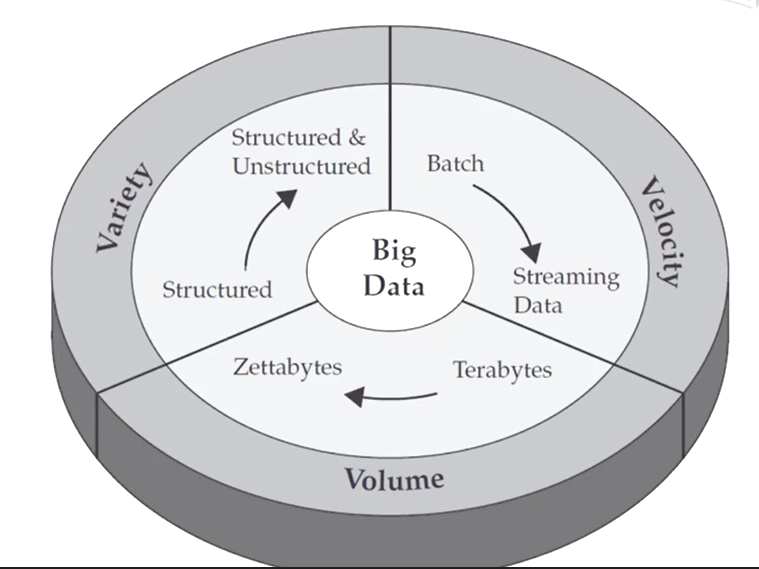 Structured &
Unstructured
Batch
Variety
Velocity
Big
Data
Structured
Streaming
Data
Zettabytes
Terabytes
Volume